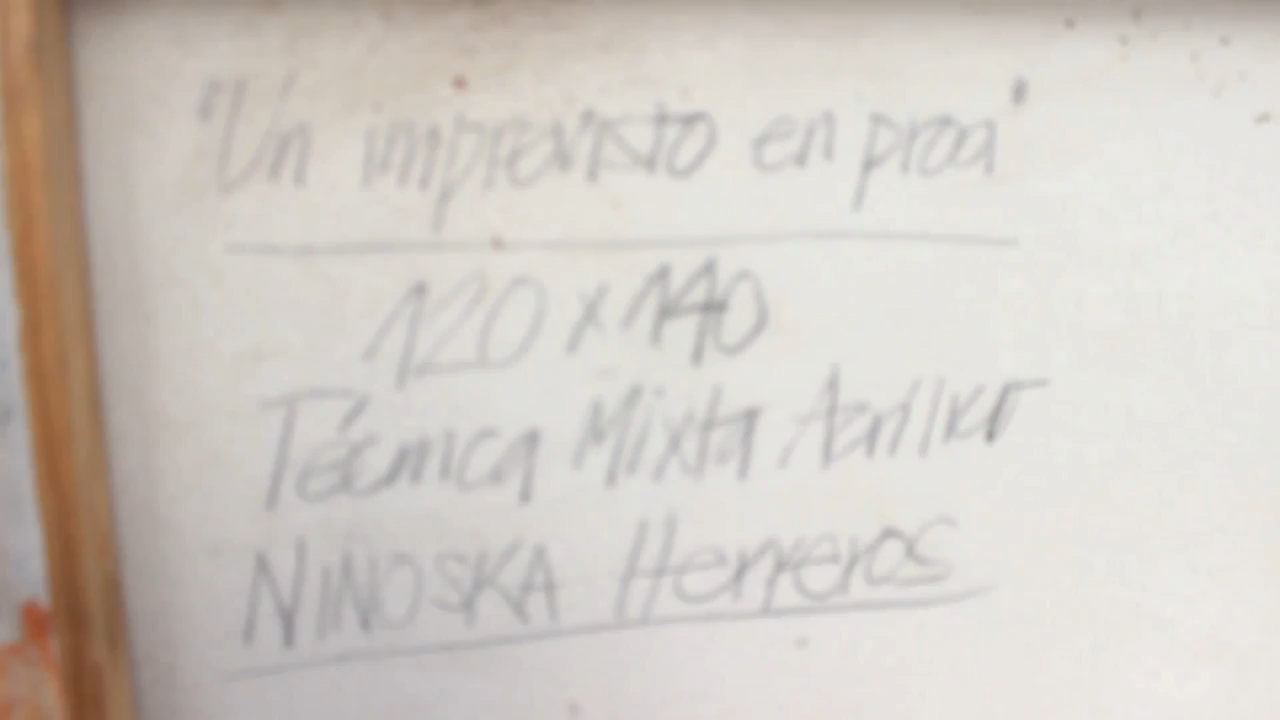 "Un imprevisto en proa"
120 x 140
Técnica Mixta Acrílico
NINOSKA Herreros